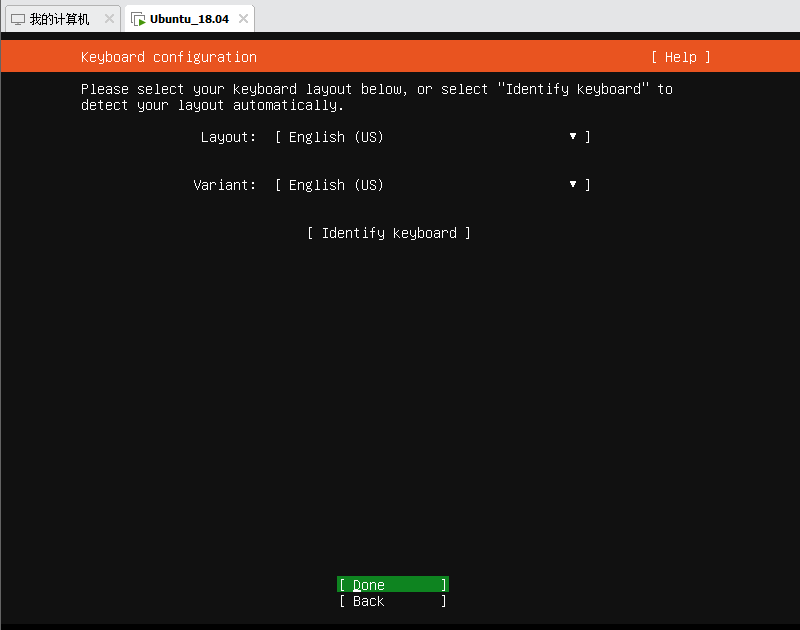 我的计算机
Ubuntu_18.04
Keyboard configuration [ Help ]
Please select your keyboard layout below, or select "Identify keyboard" to
detect your layout automatically.
Layout: [ English (US) ▼ ]
Variant: [ English (US) ▼ ]
[ Identify keyboard ]
[ Done ]
[ Back ]